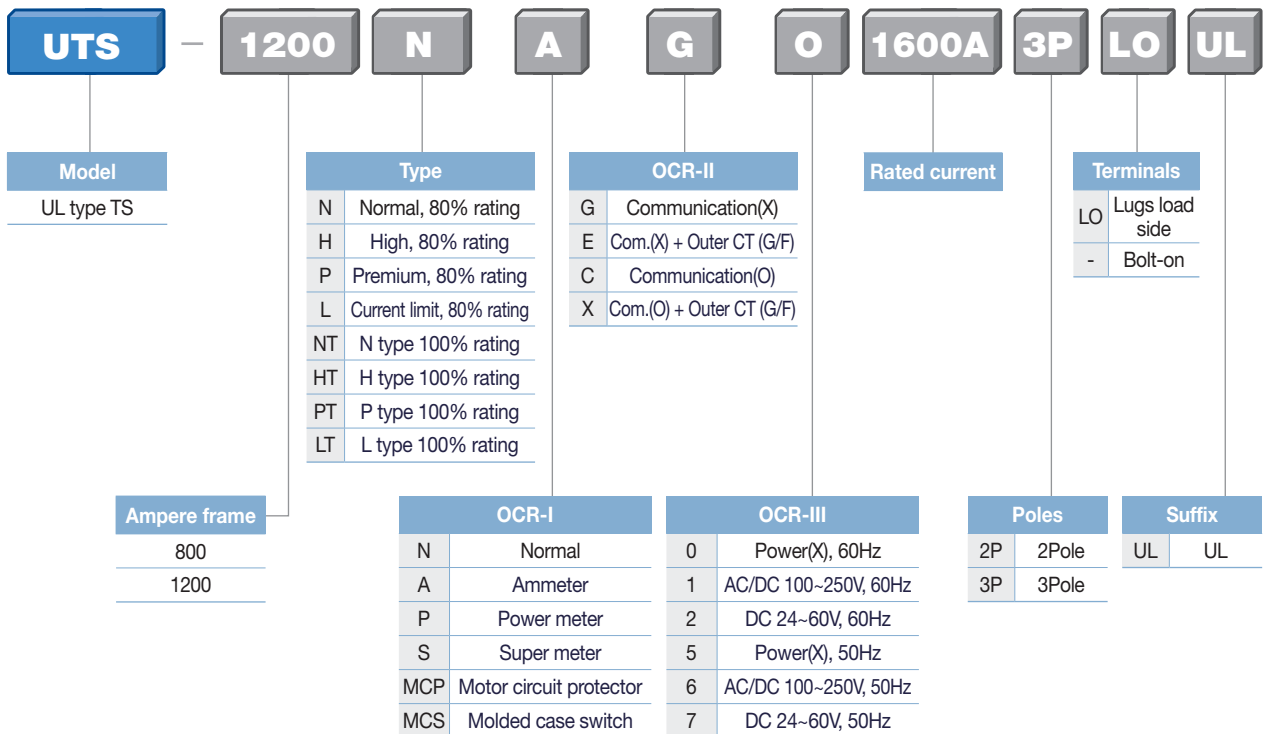 UTS – 1200 N A G O 1600A 3P LO UL
Model
UL type TS
Type
N Normal, 80% rating
H High, 80% rating
P Premium, 80% rating
L Current limit, 80% rating
NT N type 100% rating
HT H type 100% rating
PT P type 100% rating
LT L type 100% rating
OCR-II
G Communication(X)
E Com.(X) + Outer CT (G/F)
C Communication(O)
X Com.(O) + Outer CT (G/F)
Rated current
Terminals
LO Lugs load
side
- Bolt-on
Ampere frame
800
1200
OCR-I
N Normal
A Ammeter
P Power meter
S Super meter
MCP Motor circuit protector
MCS Molded case switch
OCR-III
0 Power(X), 60Hz
1 AC/DC 100~250V, 60Hz
2 DC 24~60V, 60Hz
5 Power(X), 50Hz
6 AC/DC 100~250V, 50Hz
7 DC 24~60V, 50Hz
Poles
2P 2Pole
3P 3Pole
Suffix
UL UL